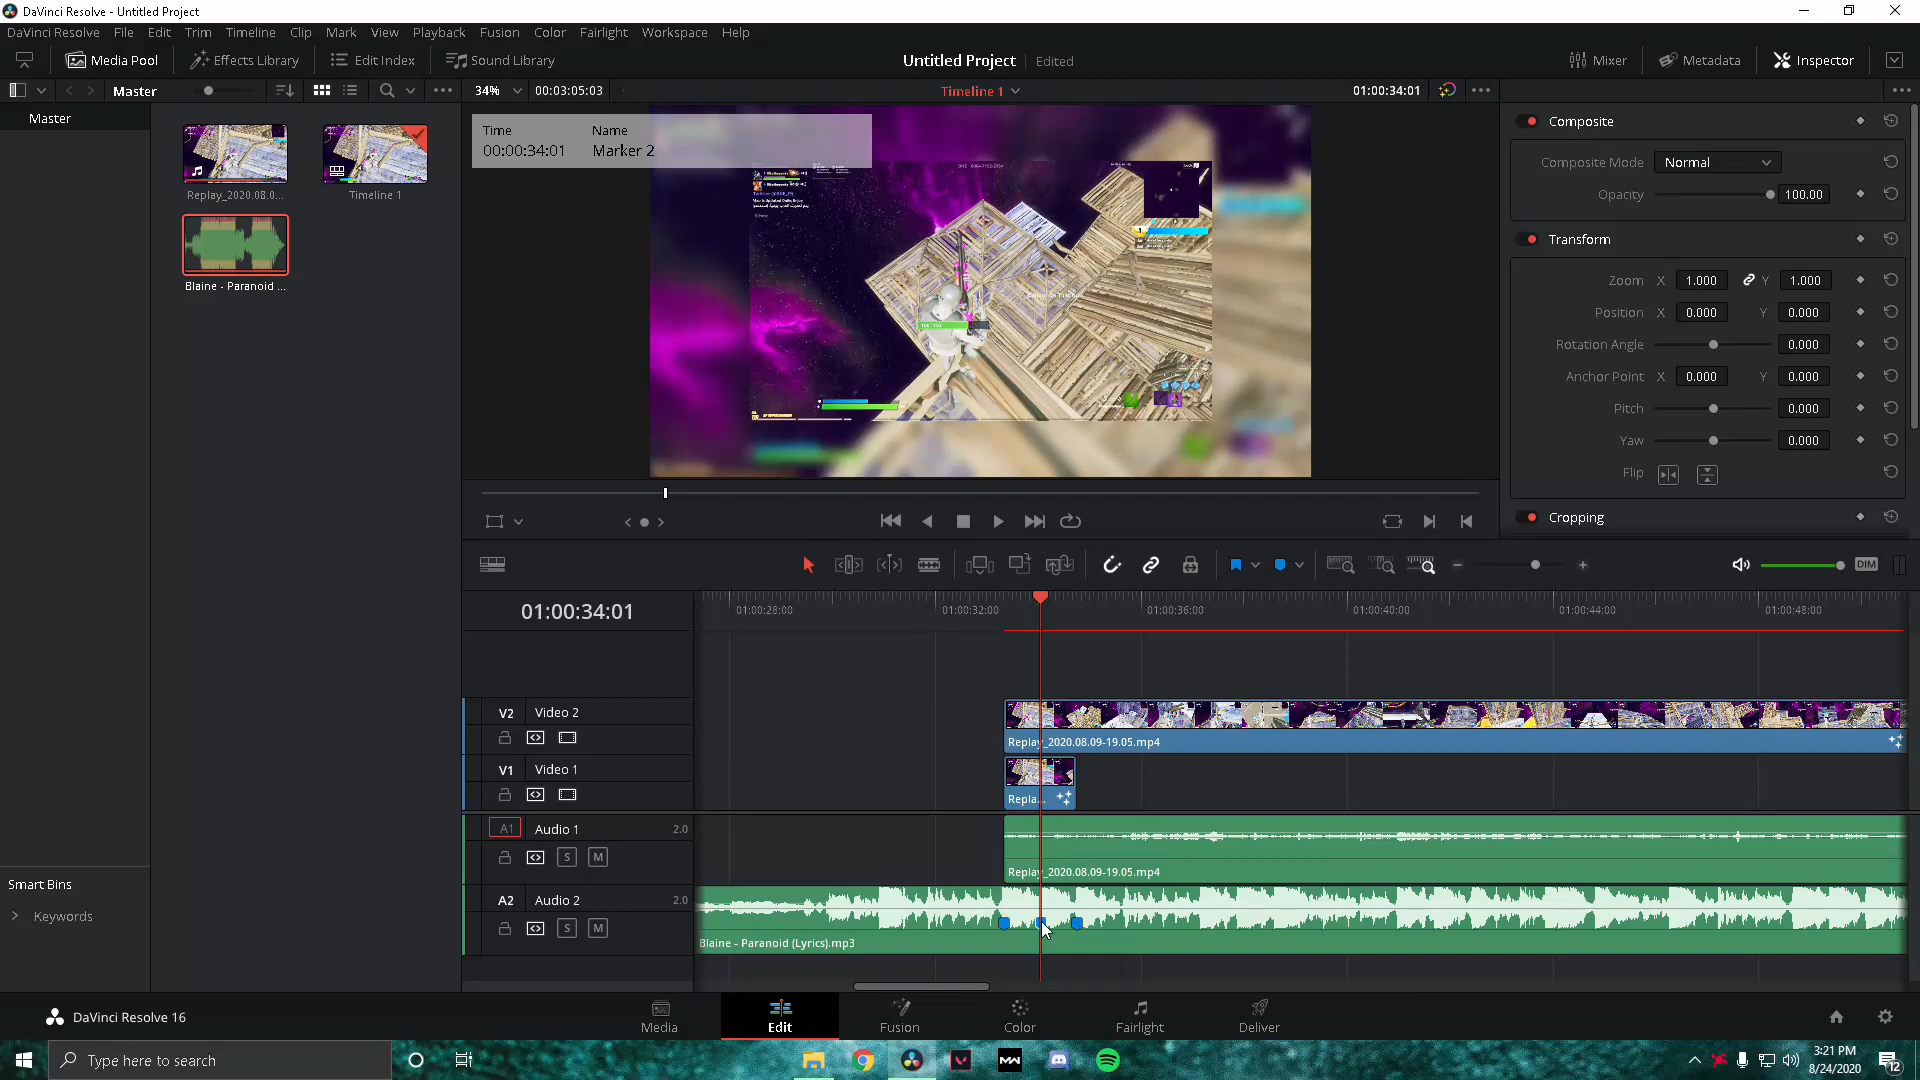 DaVinci Resolve - Untitled Project
DaVinci Resolve File Edit Trim Timeline Clip Mark View Playback Fusion Color Fairlight Workspace Help
Media Pool Effects Library Edit Index Sound Library Untitled Project Edited Mixer Metadata Inspector
Master 34% 00:03:05:03 Timeline 1 01:00:34:01
Master
Time Name
00:00:34:01 Marker 2
Replay_2020.08.0... Timeline 1
Blaine - Paranoid ...
Composite
Composite Mode Normal
Opacity 100.00
Transform
Zoom X 1.000 Y 1.000
Position X 0.000 Y 0.000
Rotation Angle 0.000
Anchor Point X 0.000 Y 0.000
Pitch 0.000
Yaw 0.000
Flip
Cropping
DIM
01:00:34:01 01:00:28:00 01:00:32:00 01:00:36:00 01:00:40:00 01:00:44:00 01:00:48:00
V2 Video 2
Replay_2020.08.09-19.05.mp4
V1 Video 1
Repla...
A1 Audio 1 2.0
S M
Replay_2020.08.09-19.05.mp4
A2 Audio 2 2.0
S M
Blaine - Paranoid (Lyrics).mp3
Smart Bins
Keywords
DaVinci Resolve 16
Media Edit Fusion Color Fairlight Deliver
Type here to search
3:21 PM
8/24/2020
12